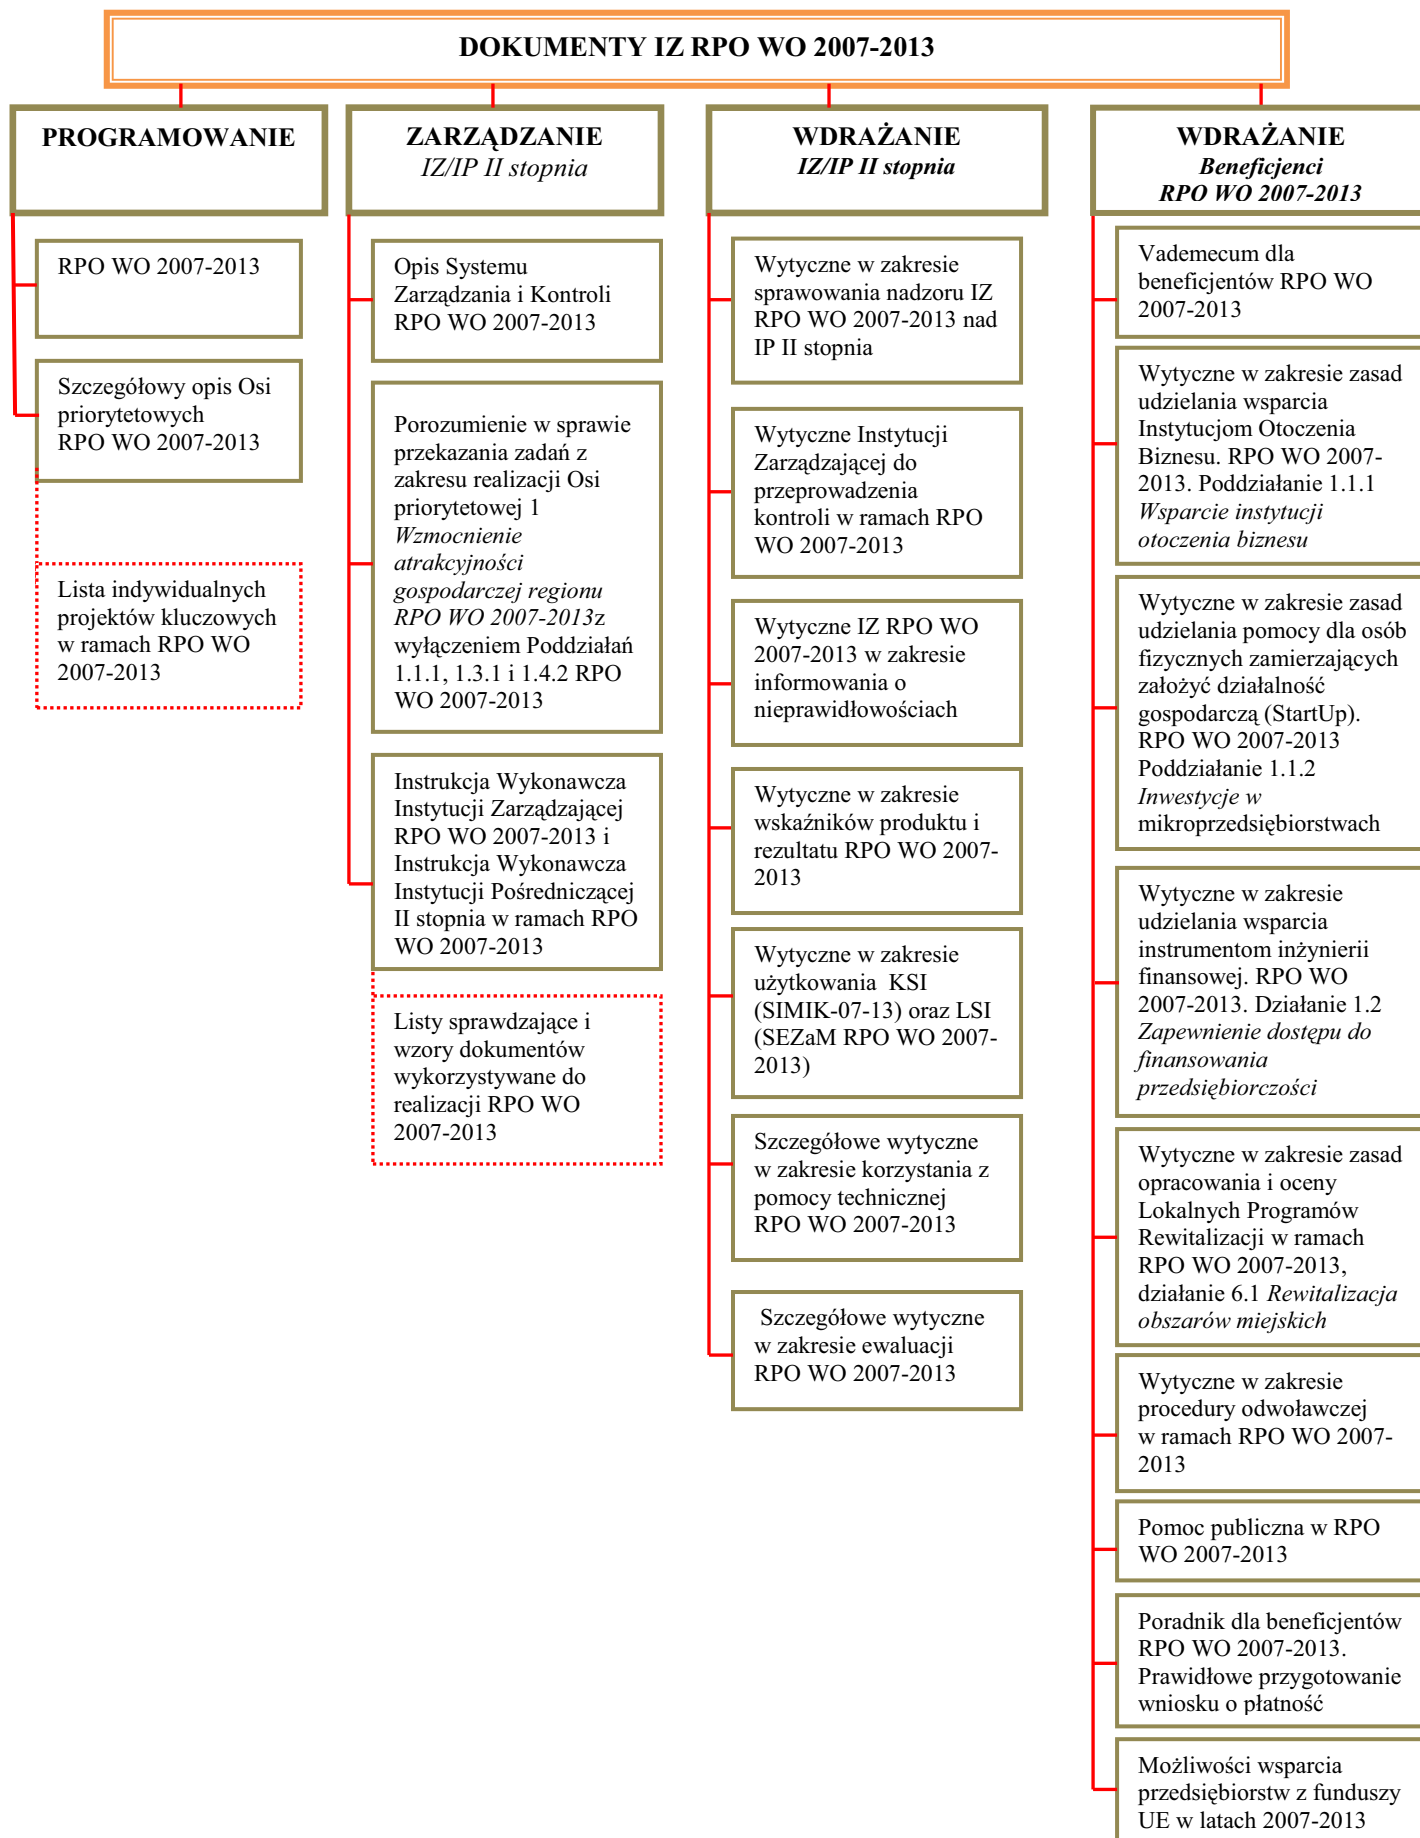 DOKUMENTY IZ RPO WO 2007-2013
PROGRAMOWANIE
RPO WO 2007-2013
Szczegółowy opis Osi
priorytetowych
RPO WO 2007-2013
Lista indywidualnych
projektów kluczowych
w ramach RPO WO
2007-2013
ZARZĄDZANIE
IZ/IP II stopnia
Opis Systemu
Zarządzania i Kontroli
RPO WO 2007-2013
Porozumienie w sprawie
przekazania zadań z
zakresu realizacji Osi
priorytetowej 1
Wzmocnienie
atrakcyjności
gospodarczej regionu
RPO WO 2007-2013z
wyłączeniem Poddziałań
1.1.1, 1.3.1 i 1.4.2 RPO
WO 2007-2013
Instrukcja Wykonawcza
Instytucji Zarządzającej
RPO WO 2007-2013 i
Instrukcja Wykonawcza
Instytucji Pośredniczącej
II stopnia w ramach RPO
WO 2007-2013
Listy sprawdzające i
wzory dokumentów
wykorzystywane do
realizacji RPO WO
2007-2013
WDRAŻANIE
IZ/IP II stopnia
Wytyczne w zakresie
sprawowania nadzoru IZ
RPO WO 2007-2013 nad
IP II stopnia
Wytyczne Instytucji
Zarządzającej do
przeprowadzenia
kontroli w ramach RPO
WO 2007-2013
Wytyczne IZ RPO WO
2007-2013 w zakresie
informowania o
nieprawidłowościach
Wytyczne w zakresie
wskaźników produktu i
rezultatu RPO WO 2007-
2013
Wytyczne w zakresie
użytkowania  KSI
(SIMIK-07-13) oraz LSI
(SEZaM RPO WO 2007-
2013)
Szczegółowe wytyczne
w zakresie korzystania z
pomocy technicznej
RPO WO 2007-2013
Szczegółowe wytyczne
w zakresie ewaluacji
RPO WO 2007-2013
WDRAŻANIE
Beneficjenci
RPO WO 2007-2013
Vademecum dla
beneficjentów RPO WO
2007-2013
Wytyczne w zakresie zasad
udzielania wsparcia
Instytucjom Otoczenia
Biznesu. RPO WO 2007-
2013. Poddziałanie 1.1.1
Wsparcie instytucji
otoczenia biznesu
Wytyczne w zakresie zasad
udzielania pomocy dla osób
fizycznych zamierzających
założyć działalność
gospodarczą (StartUp).
RPO WO 2007-2013
Poddziałanie 1.1.2
Inwestycje w
mikroprzedsiębiorstwach
Wytyczne w zakresie
udzielania wsparcia
instrumentom inżynierii
finansowej. RPO WO
2007-2013. Działanie 1.2
Zapewnienie dostępu do
finansowania
przedsiębiorczości
Wytyczne w zakresie zasad
opracowania i oceny
Lokalnych Programów
Rewitalizacji w ramach
RPO WO 2007-2013,
działanie 6.1 Rewitalizacja
obszarów miejskich
Wytyczne w zakresie
procedury odwoławczej
w ramach RPO WO 2007-
2013
Pomoc publiczna w RPO
WO 2007-2013
Poradnik dla beneficjentów
RPO WO 2007-2013.
Prawidłowe przygotowanie
wniosku o płatność
Możliwości wsparcia
przedsiębiorstw z funduszy
UE w latach 2007-2013